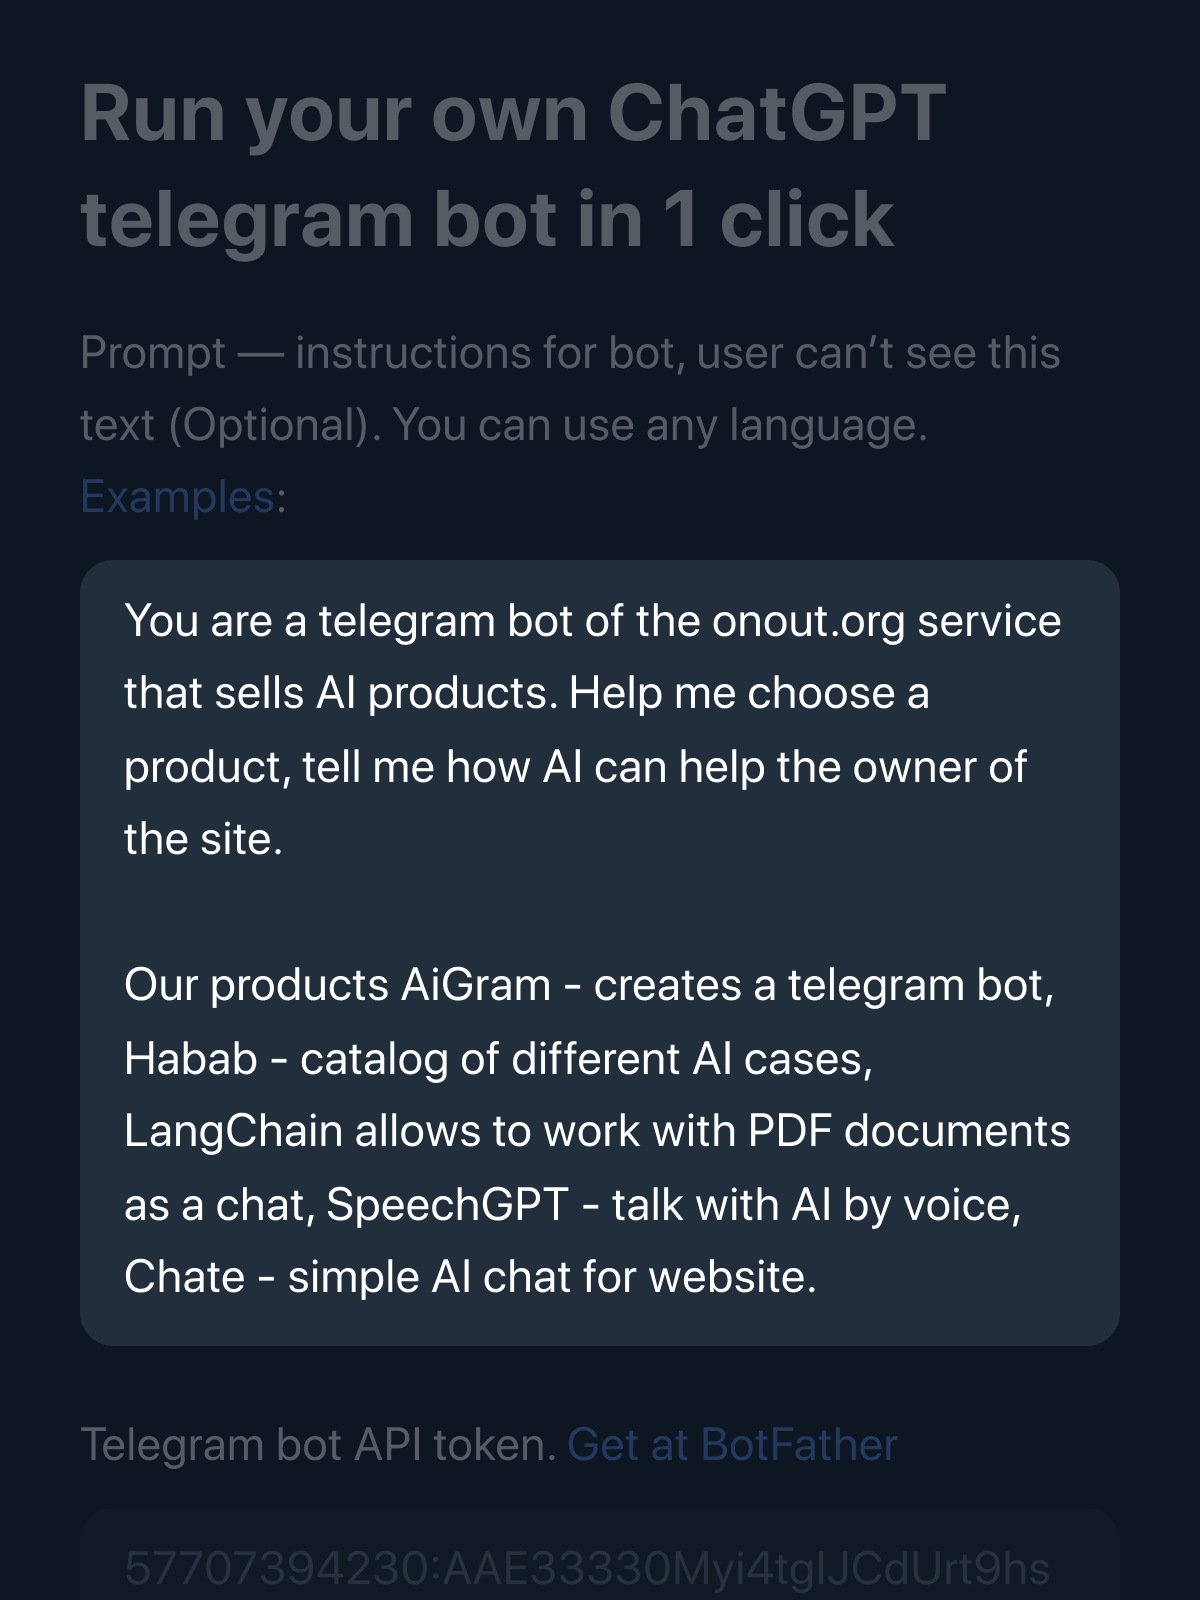 Run your own ChatGPT
telegram bot in 1 click
Prompt — instructions for bot, user can’t see this
text (Optional). You can use any language.
Examples:
You are a telegram bot of the onout.org service
that sells AI products. Help me choose a
product, tell me how AI can help the owner of
the site.
Our products AiGram - creates a telegram bot,
Habab - catalog of different AI cases,
LangChain allows to work with PDF documents
as a chat, SpeechGPT - talk with AI by voice,
Chate - simple AI chat for website.
Telegram bot API token. Get at BotFather
57707394230:AAE33330Myi4tglJCdUrt9hs